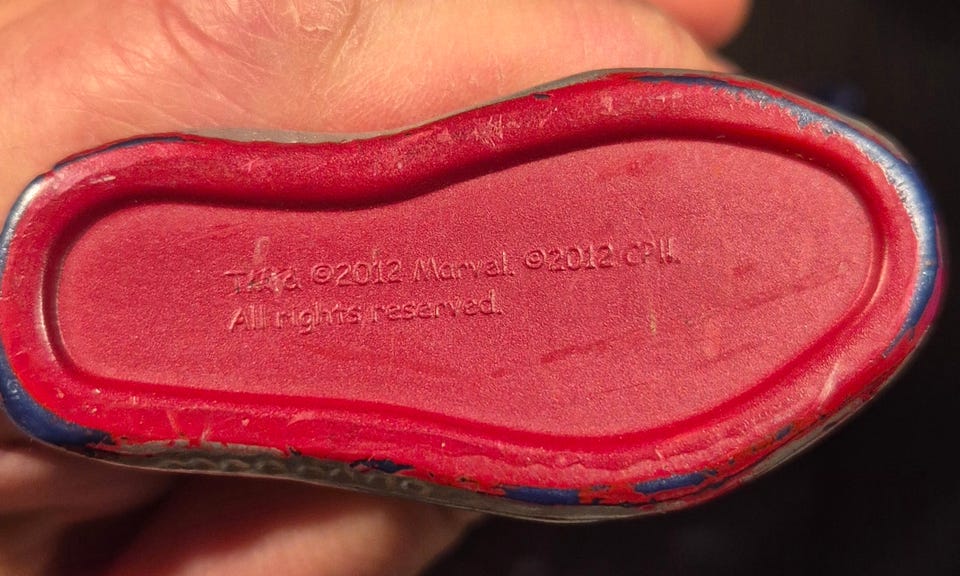 ©2012 Marvel. ©2012 CPII.
All rights reserved.